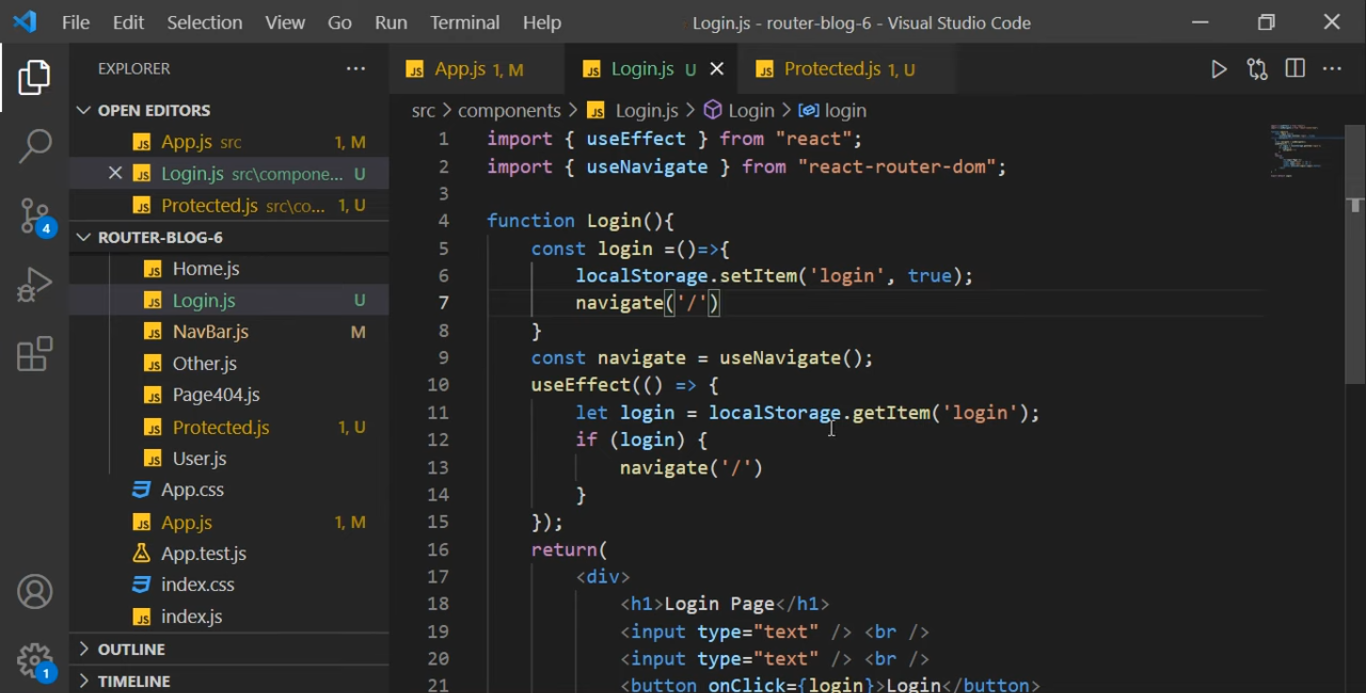 File Edit Selection View Go Run Terminal Help Login.js - router-blog-6 - Visual Studio Code
EXPLORER ...
OPEN EDITORS
JS App.js src 1, M
JS Login.js src\compone... U
JS Protected.js src\co... 1, U
ROUTER-BLOG-6
JS Home.js
JS Login.js U
JS NavBar.js M
JS Other.js
JS Page404.js
JS Protected.js 1, U
JS User.js
App.css
JS App.js 1, M
App.test.js
index.css
JS index.js
OUTLINE
TIMELINE
4
1
JS App.js 1, M JS Login.js U JS Protected.js 1, U
src > components > JS Login.js > Login > login
1 import { useEffect } from "react";
2 import { useNavigate } from "react-router-dom";
3
4 function Login(){
5 const login =()=>{
6 localStorage.setItem('login', true);
7 navigate('/')
8 }
9 const navigate = useNavigate();
10 useEffect(() => {
11 let login = localStorage.getItem('login');
12 if (login) {
13 navigate('/')
14 }
15 });
16 return(
17 <div>
18 <h1>Login Page</h1>
19 <input type="text" /> <br />
20 <input type="text" /> <br />
21 <button onClick={login}>Login</button>